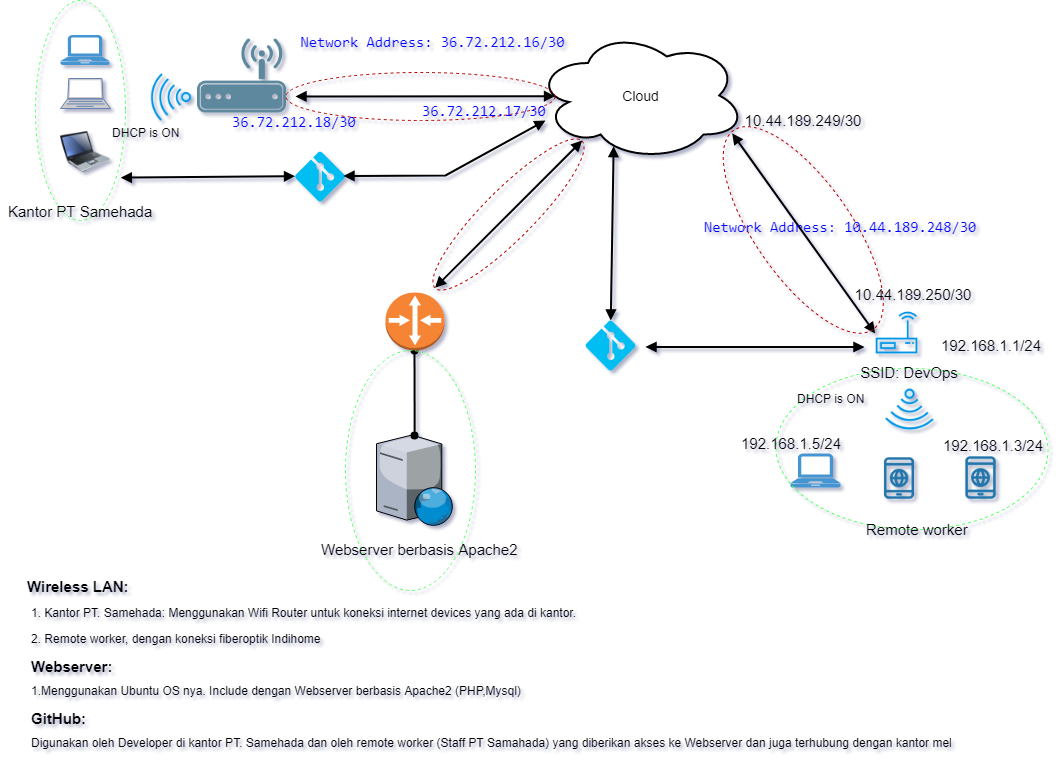 Network Address: 36.72.212.16/30
Cloud
36.72.212.17/30
36.72.212.18/30
DHCP is ON
10.44.189.249/30
Kantor PT Samehada
Network Address: 10.44.189.248/30
10.44.189.250/30
192.168.1.1/24
SSID: DevOps
DHCP is ON
192.168.1.5/24
192.168.1.3/24
Remote worker
Webserver berbasis Apache2
Wireless LAN:
1. Kantor PT. Samehada: Menggunakan Wifi Router untuk koneksi internet devices yang ada di kantor.
2. Remote worker, dengan koneksi fiberoptik Indihome
Webserver:
1.Menggunakan Ubuntu OS nya. Include dengan Webserver berbasis Apache2 (PHP,Mysql)
GitHub:
Digunakan oleh Developer di kantor PT. Samehada dan oleh remote worker (Staff PT Samahada) yang diberikan akses ke Webserver dan juga terhubung dengan kantor mel